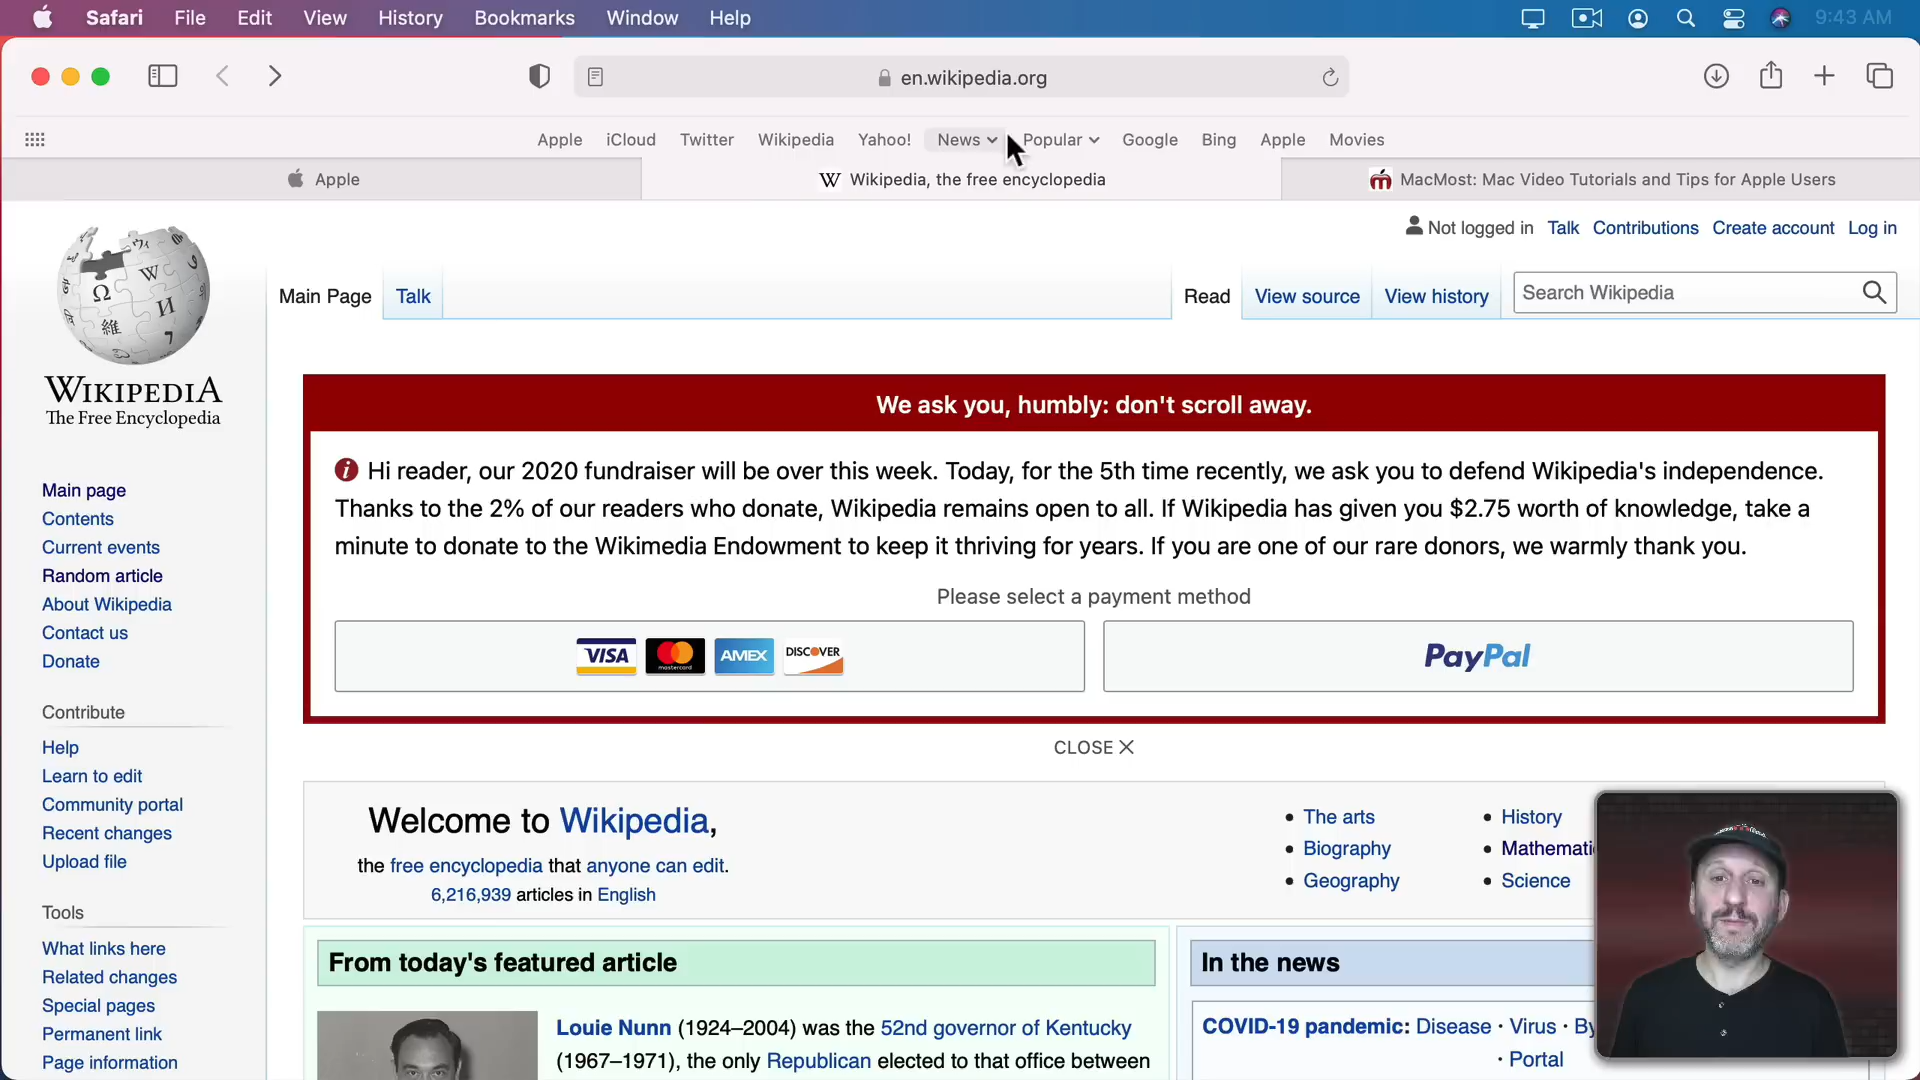 Safari File Edit View History Bookmarks Window Help
9:43 AM
en.wikipedia.org
Apple iCloud Twitter Wikipedia Yahoo! News Popular Google Bing Apple Movies
Apple
W Wikipedia, the free encyclopedia
MacMost: Mac Video Tutorials and Tips for Apple Users
Not logged in Talk Contributions Create account Log in
Main Page Talk
Read View source View history
Search Wikipedia
WIKIPEDIA
The Free Encyclopedia
Main page
Contents
Current events
Random article
About Wikipedia
Contact us
Donate
Contribute
Help
Learn to edit
Community portal
Recent changes
Upload file
Tools
What links here
Related changes
Special pages
Permanent link
Page information
We ask you, humbly: don't scroll away.
Hi reader, our 2020 fundraiser will be over this week. Today, for the 5th time recently, we ask you to defend Wikipedia's independence.
Thanks to the 2% of our readers who donate, Wikipedia remains open to all. If Wikipedia has given you $2.75 worth of knowledge, take a
minute to donate to the Wikimedia Endowment to keep it thriving for years. If you are one of our rare donors, we warmly thank you.
Please select a payment method
VISA mastercard AMEX DISCOVER
PayPal
CLOSE X
Welcome to Wikipedia,
the free encyclopedia that anyone can edit.
6,216,939 articles in English
The arts
Biography
Geography
History
Mathemati
Science
From today's featured article
Louie Nunn (1924–2004) was the 52nd governor of Kentucky
(1967–1971), the only Republican elected to that office between
In the news
COVID-19 pandemic: Disease · Virus · By
· Portal